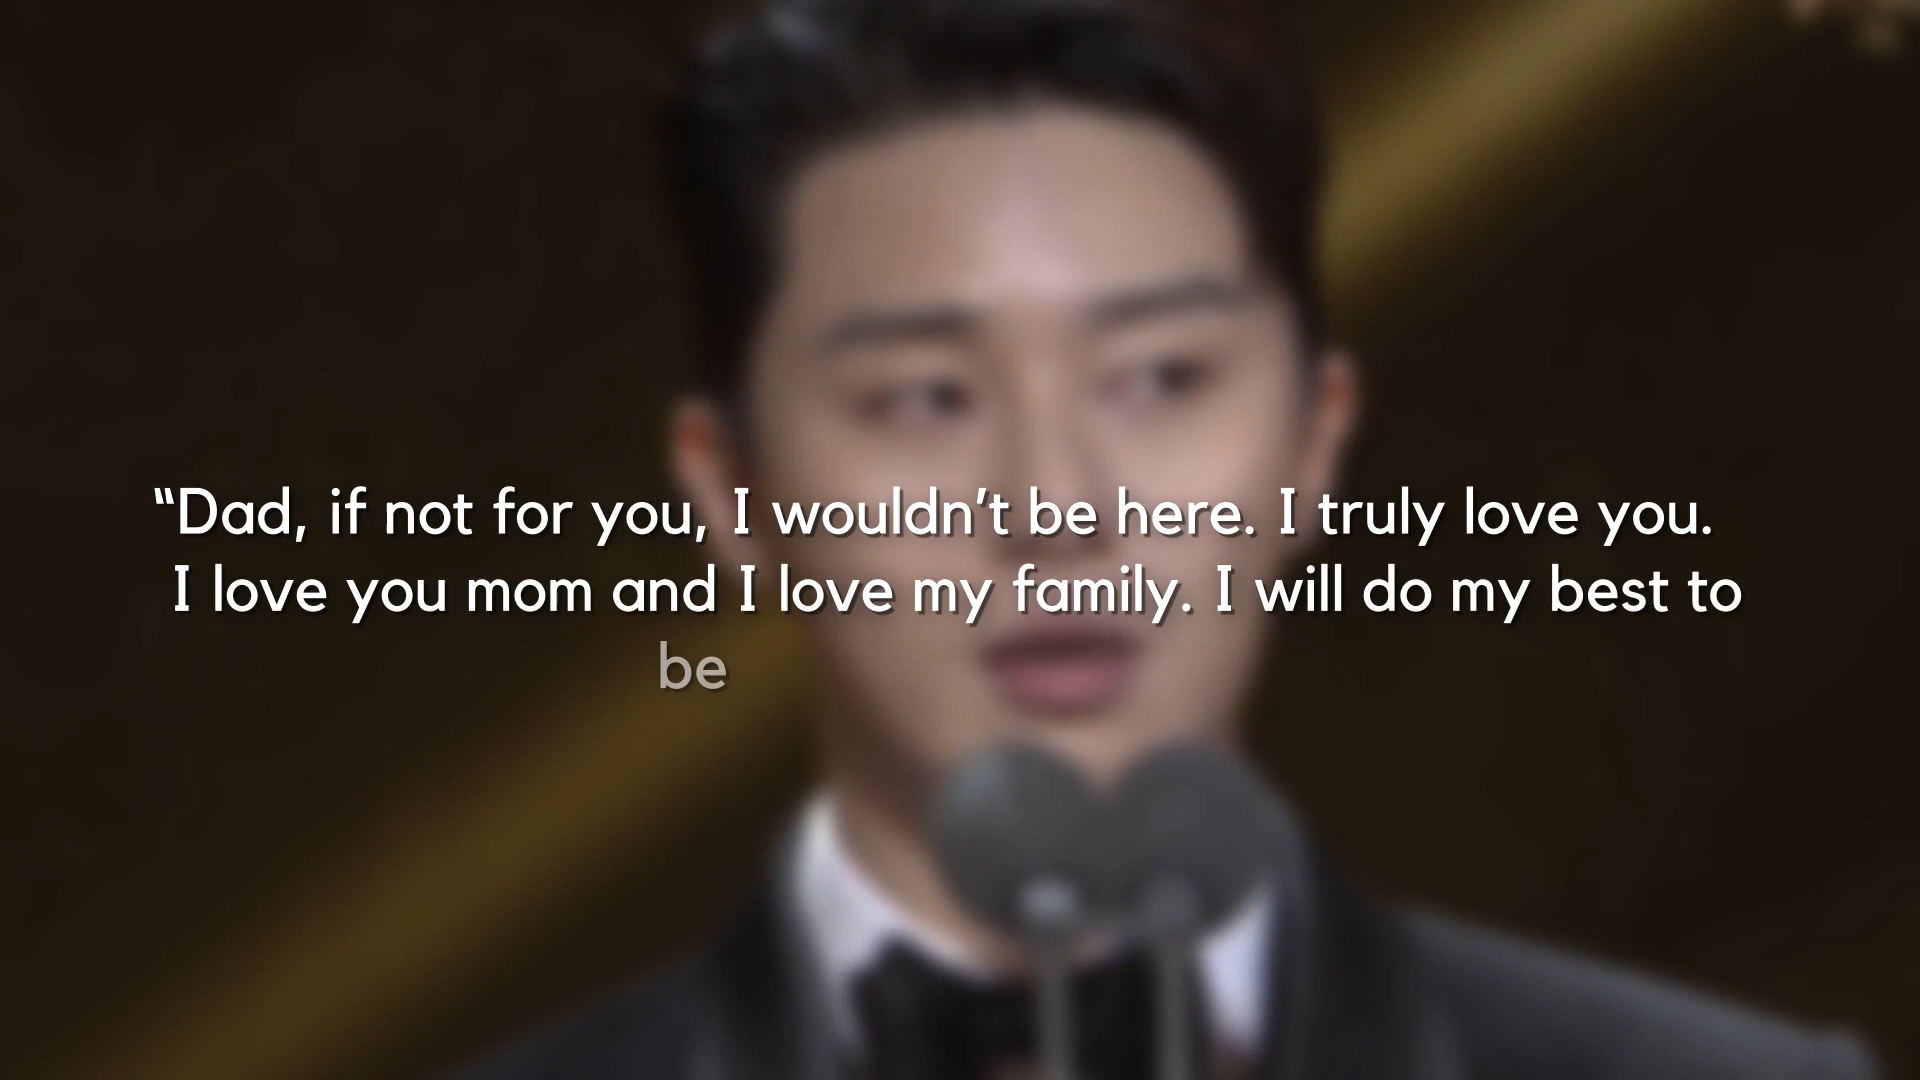 “Dad, if not for you, I wouldn’t be here. I truly love you.
I love you mom and I love my family. I will do my best to
be